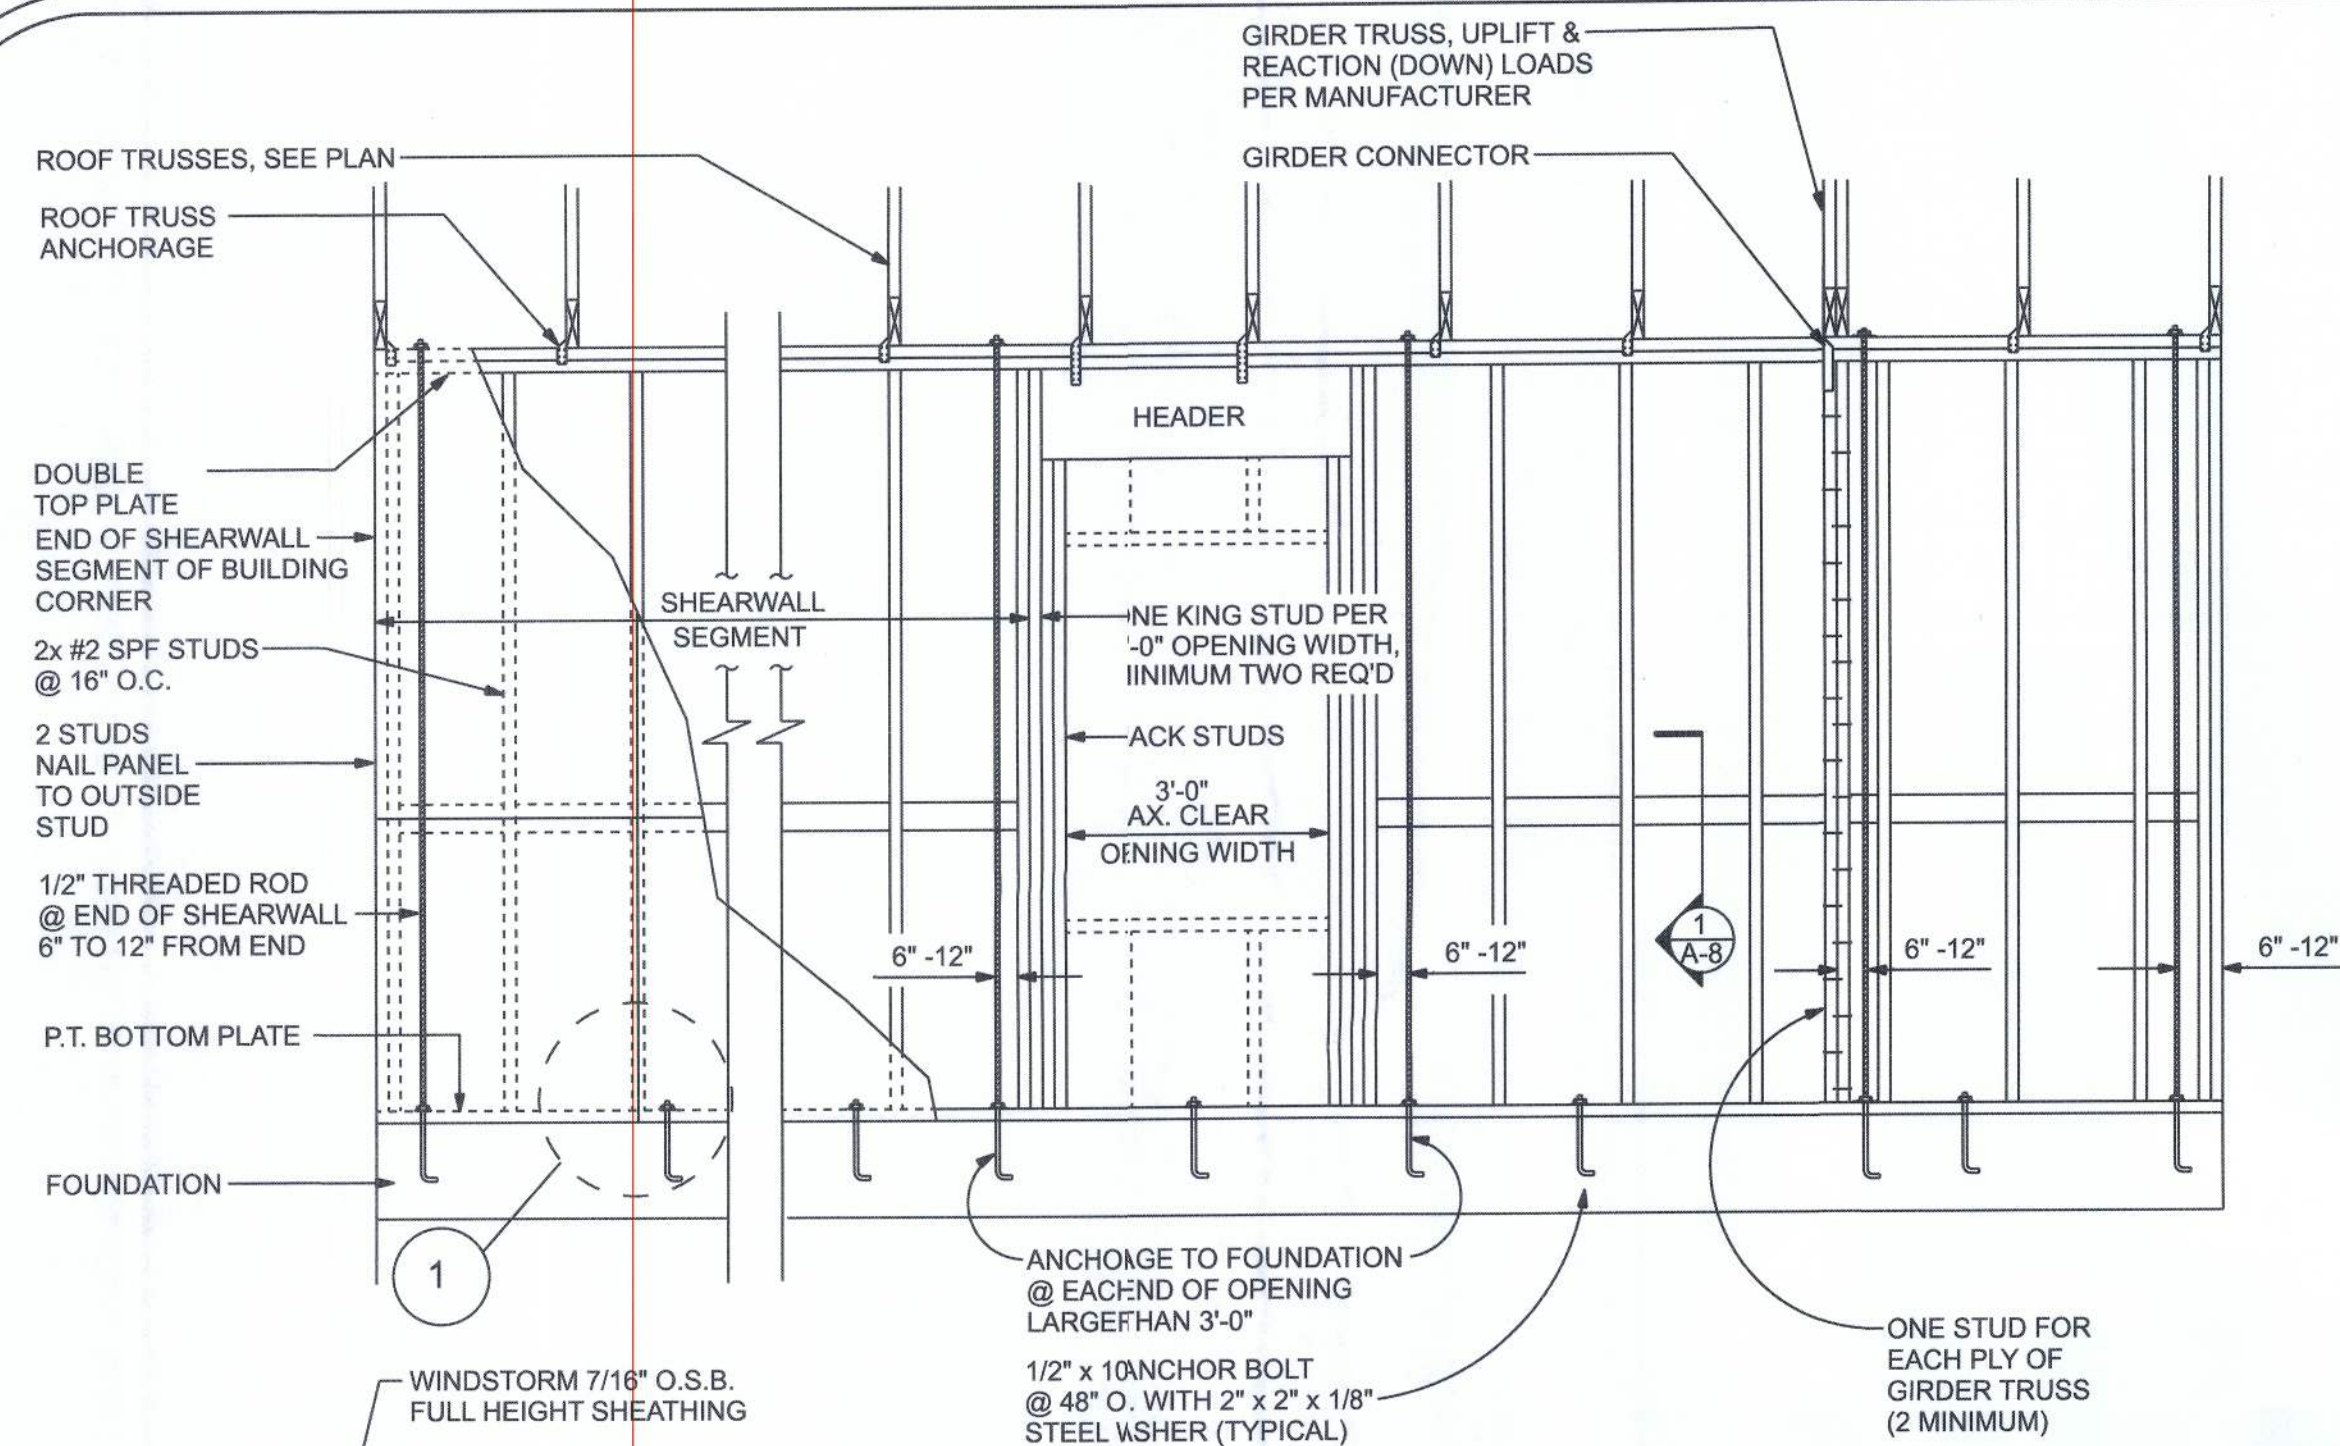 GIRDER TRUSS, UPLIFT &
REACTION (DOWN) LOADS
PER MANUFACTURER
ROOF TRUSSES, SEE PLAN
GIRDER CONNECTOR
ROOF TRUSS
ANCHORAGE
HEADER
DOUBLE
TOP PLATE
END OF SHEARWALL
SEGMENT OF BUILDING
CORNER
SHEARWALL
SEGMENT
NE KING STUD PER
'-0" OPENING WIDTH,
INIMUM TWO REQ'D
2x #2 SPF STUDS
@ 16" O.C.
2 STUDS
NAIL PANEL
TO OUTSIDE
STUD
ACK STUDS
3'-0"
AX. CLEAR
OENING WIDTH
1/2" THREADED ROD
@ END OF SHEARWALL
6" TO 12" FROM END
6" -12"
6" -12"
1
A-8
6" -12"
6" -12"
P.T. BOTTOM PLATE
FOUNDATION
1
ANCHOAGE TO FOUNDATION
@ EACHEND OF OPENING
LARGERTHAN 3'-0"
1/2" x 10ANCHOR BOLT
@ 48" O. WITH 2" x 2" x 1/8"
STEEL WSHER (TYPICAL)
ONE STUD FOR
EACH PLY OF
GIRDER TRUSS
(2 MINIMUM)
WINDSTORM 7/16" O.S.B.
FULL HEIGHT SHEATHING